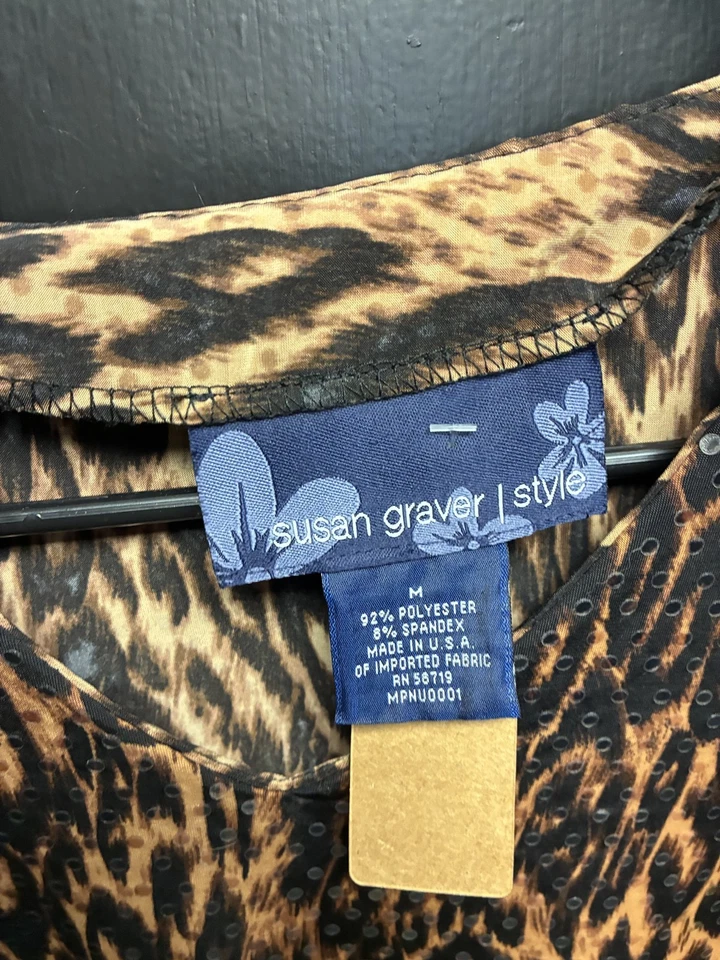 susan graver | style
M
92% POLYESTER
8% SPANDEX
MADE IN U.S.A.
OF IMPORTED FABRIC
RN 56719
MPNU0001